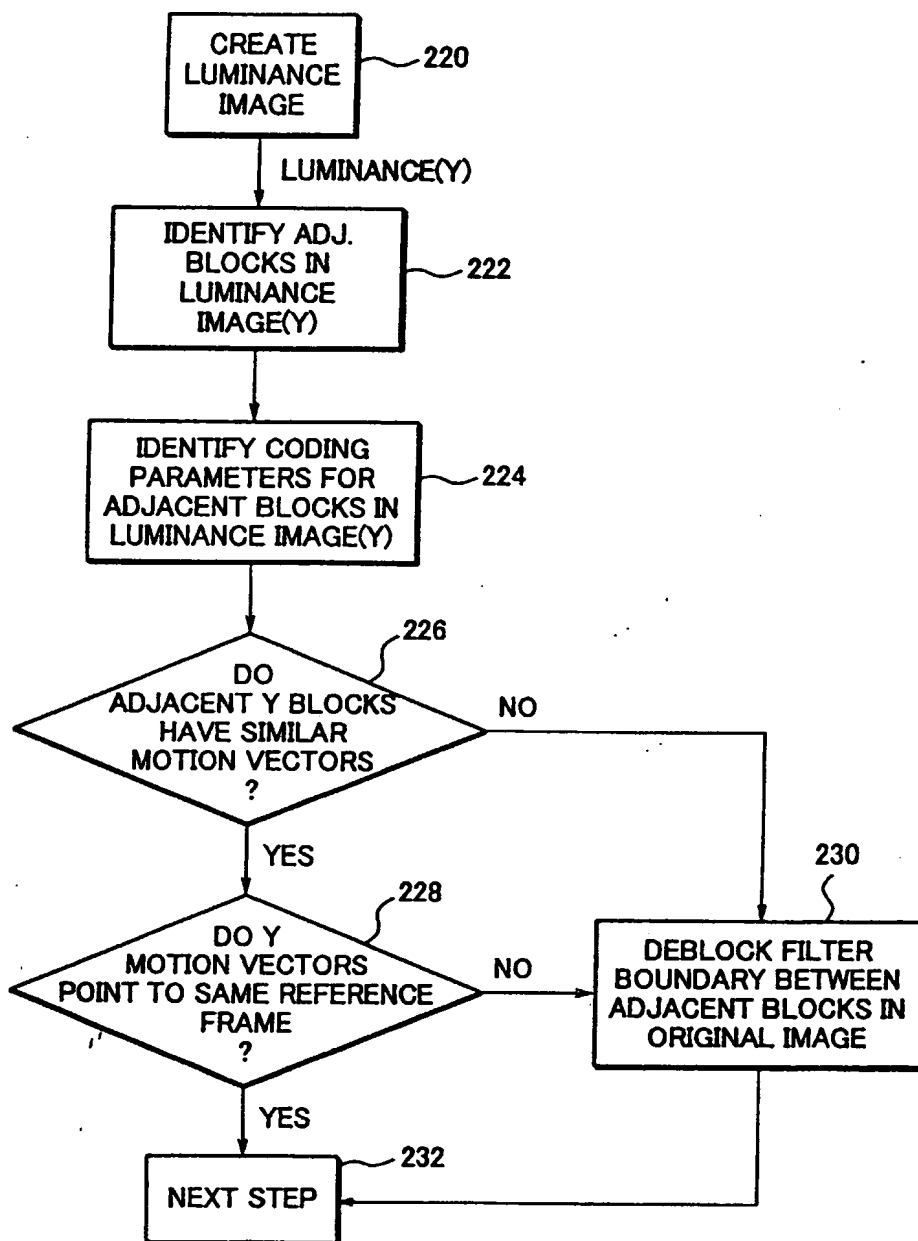 CREATE
LUMINANCE
IMAGE
220
LUMINANCE(Y)
IDENTIFY ADJ.
BLOCKS IN
LUMINANCE
IMAGE(Y)
222
IDENTIFY CODING
PARAMETERS FOR
ADJACENT BLOCKS IN
LUMINANCE IMAGE(Y)
224
226
DO
ADJACENT Y BLOCKS
HAVE SIMILAR
MOTION VECTORS
?
NO
YES
228
DO Y
MOTION VECTORS
POINT TO SAME REFERENCE
FRAME
?
NO
230
DEBLOCK FILTER
BOUNDARY BETWEEN
ADJACENT BLOCKS IN
ORIGINAL IMAGE
YES
232
NEXT STEP